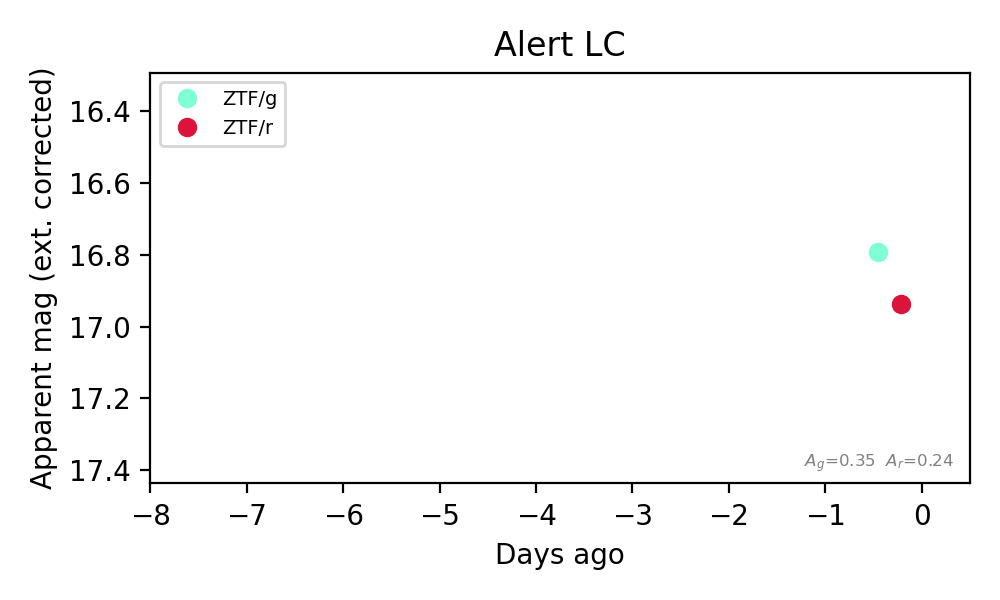 Alert LC
ZTF/g
ZTF/r
Apparent mag (ext. corrected)
16.4
16.6
16.8
17.0
17.2
17.4
A_g=0.35 A_r=0.24
−8 −7 −6 −5 −4 −3 −2 −1 0
Days ago